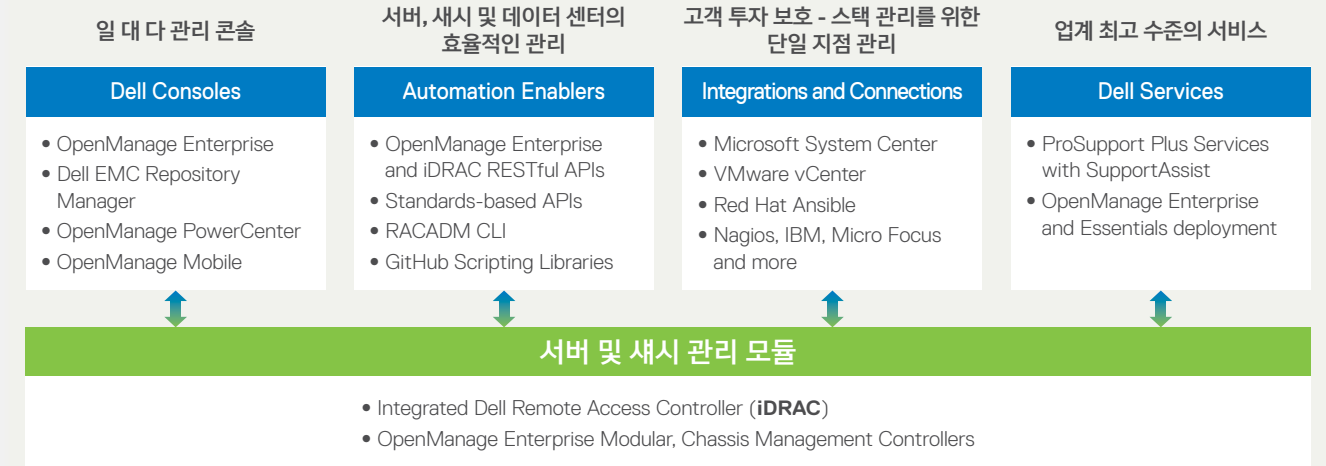 일 대 다 관리 콘솔
서버, 섀시 및 데이터 센터의
효율적인 관리
고객 투자 보호 - 스택 관리를 위한
단일 지점 관리
업계 최고 수준의 서비스
Dell Consoles
• OpenManage Enterprise
• Dell EMC Repository
Manager
• OpenManage PowerCenter
• OpenManage Mobile
Automation Enablers
• OpenManage Enterprise
and iDRAC RESTful APIs
• Standards-based APIs
• RACADM CLI
• GitHub Scripting Libraries
Integrations and Connections
• Microsoft System Center
• VMware vCenter
• Red Hat Ansible
• Nagios, IBM, Micro Focus
and more
Dell Services
• ProSupport Plus Services
with SupportAssist
• OpenManage Enterprise
and Essentials deployment
서버 및 섀시 관리 모듈
• Integrated Dell Remote Access Controller (iDRAC)
• OpenManage Enterprise Modular, Chassis Management Controllers